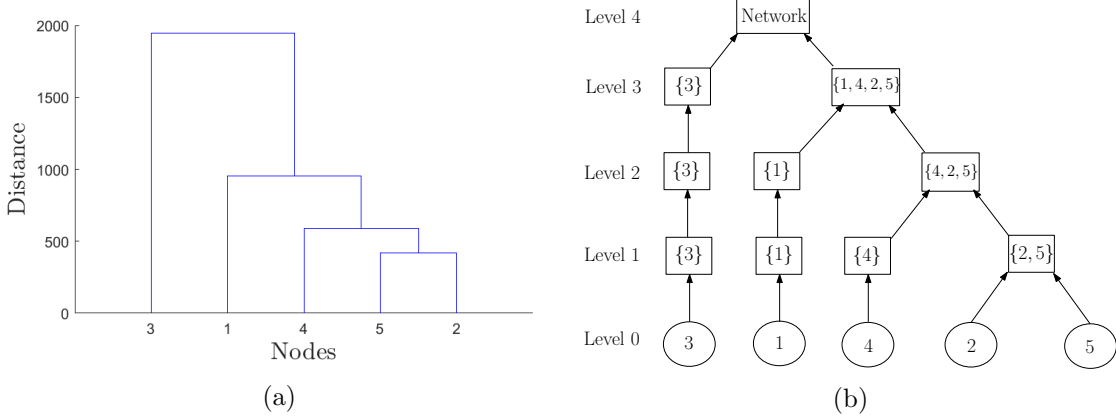 2000
1500
1000
500
0
Distance
3 1 4 5 2
Nodes
(a)
Level 4 Network
Level 3 {3} {1, 4, 2, 5}
Level 2 {3} {1} {4, 2, 5}
Level 1 {3} {1} {4} {2, 5}
Level 0 3 1 4 2 5
(b)